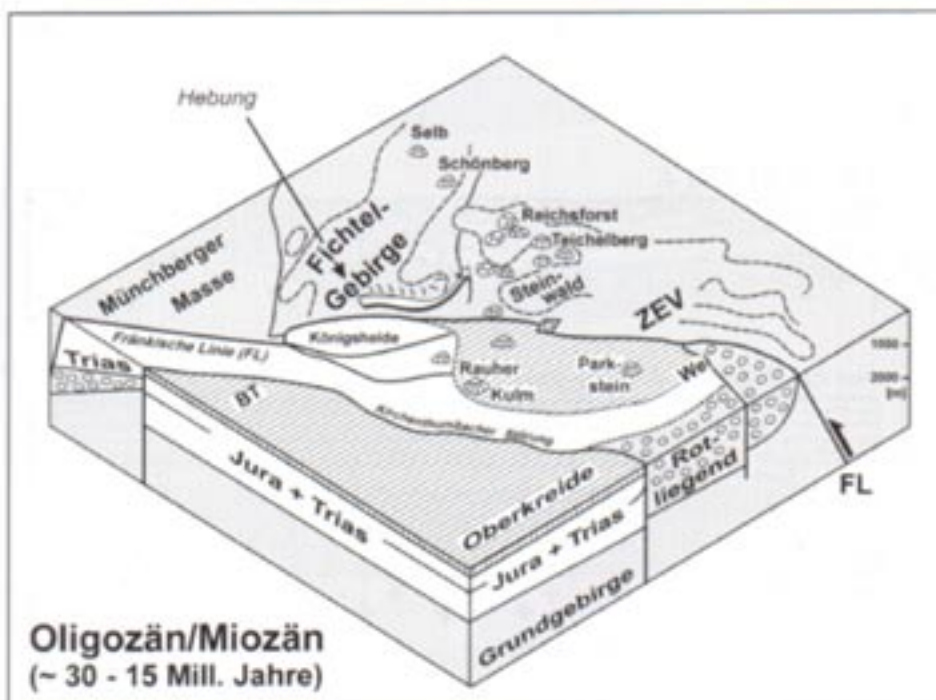 Hebung
Selb
Schönberg
Reichsforst
Teichelberg
Fichtel-
Gebirge
Stein-
wald
Münchberger
Masse
ZEV
Königsheide
Fränkische Linie (FL)
Trias
Rauher
Kulm
Park-
stein
We
1000
2000
[m]
BT
Kirchenthumbacher Störung
Jura + Trias
Oberkreide
Rot-
liegend
FL
Jura + Trias
Grundgebirge
Oligozän/Miozän
(~ 30 - 15 Mill. Jahre)